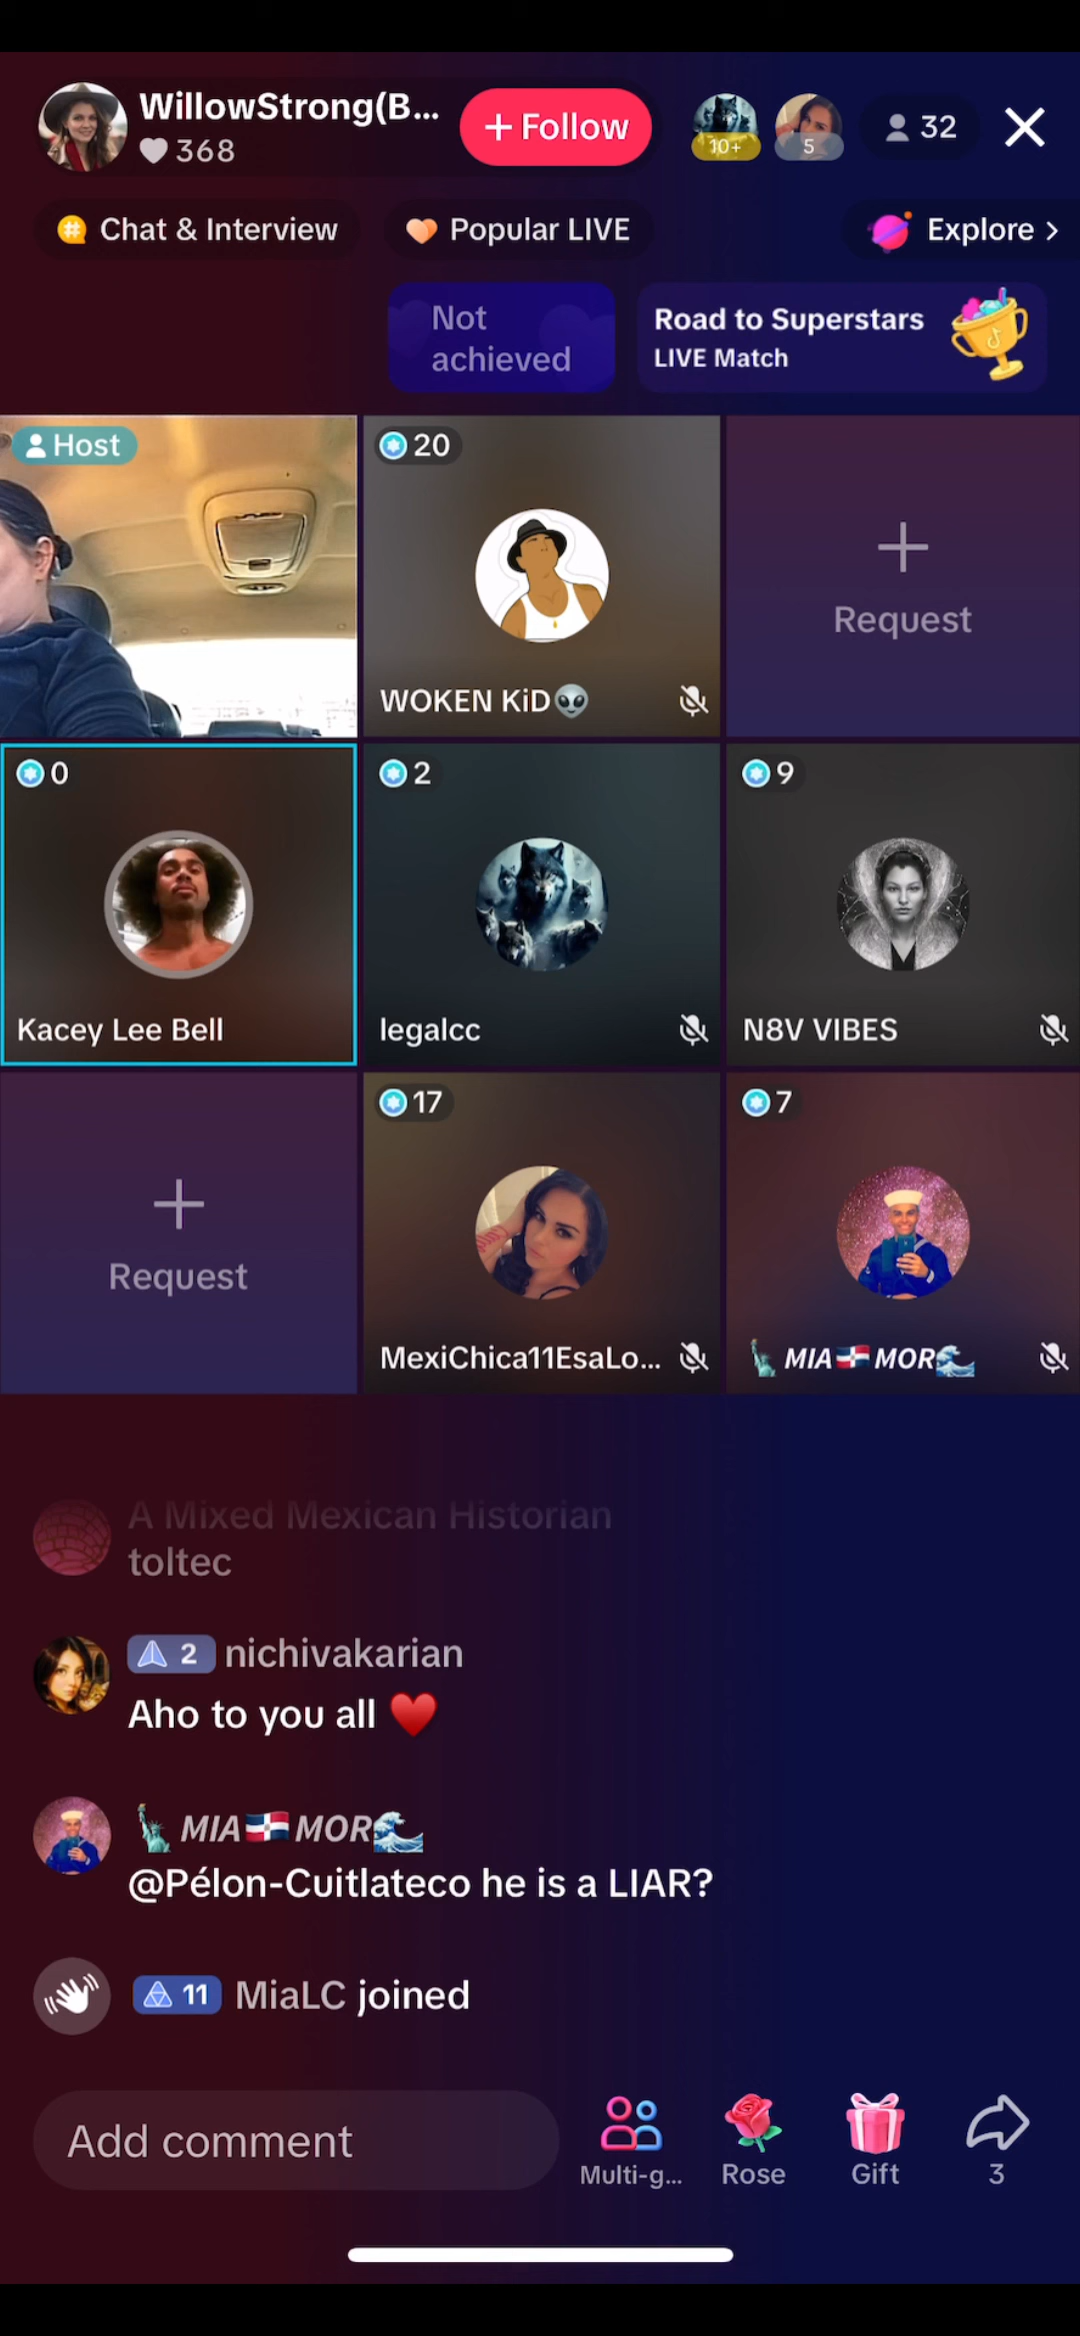 WillowStrong(B...
+ Follow
10+
5
32
368
Chat & Interview
Popular LIVE
Explore >
Not
achieved
Road to Superstars
LIVE Match
Host
20
+
Request
WOKEN KiD👽
0
2
9
Kacey Lee Bell
legalcc
N8V VIBES
17
7
+
Request
MexiChica11EsaLo...
🗽 MIA🇩🇴MOR🌊
A Mixed Mexican Historian
toltec
2 nichivakarian
Aho to you all ♥️
🗽 MIA🇩🇴MOR🌊
@Pélon-Cuitlateco he is a LIAR?
11 MiaLC joined
Add comment
Multi-g...
Rose
Gift
3